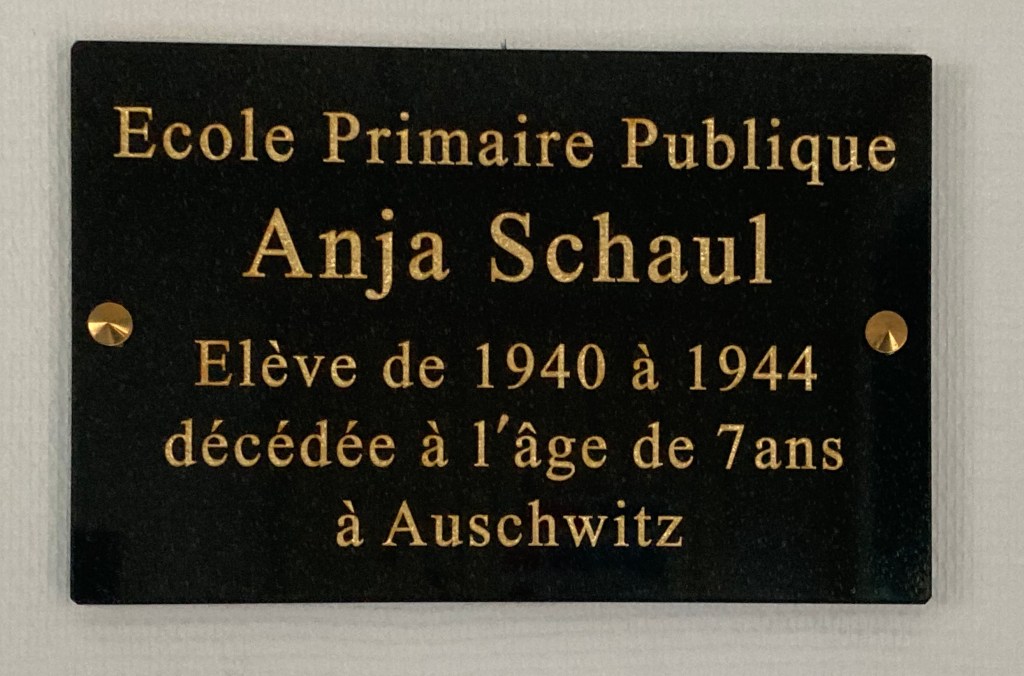 Ecole Primaire Publique
Anja Schaul
Elève de 1940 à 1944
décédée à l'âge de 7ans
à Auschwitz